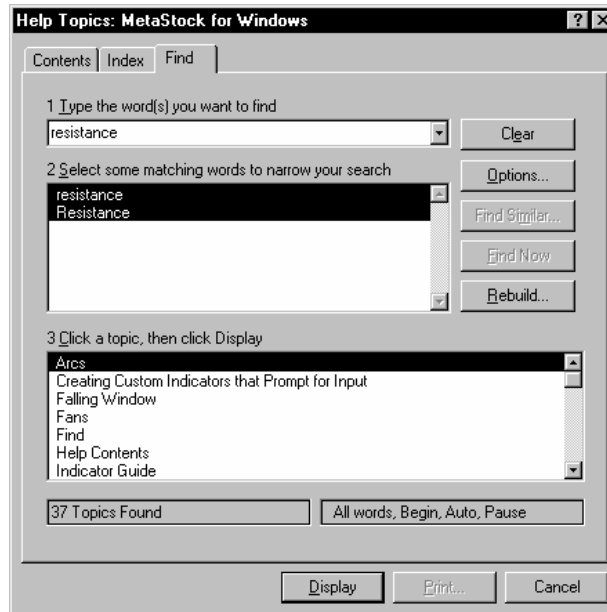 Help Topics: MetaStock for Windows
Contents Index Find
1 Type the word(s) you want to find
resistance
Clear
2 Select some matching words to narrow your search
resistance
Resistance
Options...
Find Similar...
Find Now
Rebuild...
3 Click a topic, then click Display
Arcs
Creating Custom Indicators that Prompt for Input
Falling Window
Fans
Find
Help Contents
Indicator Guide
37 Topics Found
All words, Begin, Auto, Pause
Display Print... Cancel